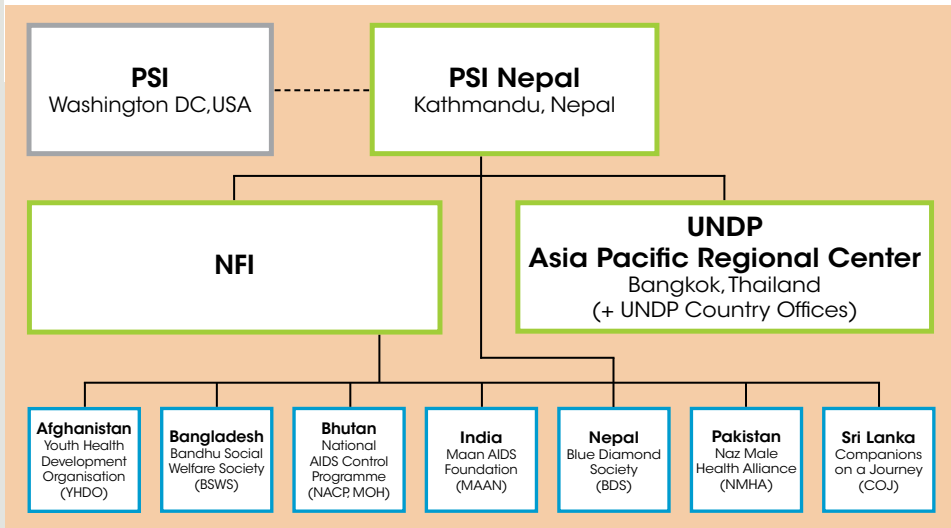 PSI
Washington DC,USA
PSI Nepal
Kathmandu, Nepal
NFI
UNDP
Asia Pacific Regional Center
Bangkok, Thailand
(+ UNDP Country Offices)
Afghanistan
Youth Health
Development
Organisation
(YHDO)
Bangladesh
Bandhu Social
Welfare Society
(BSWS)
Bhutan
National
AIDS Control
Programme
(NACP, MOH)
India
Maan AIDS
Foundation
(MAAN)
Nepal
Blue Diamond
Society
(BDS)
Pakistan
Naz Male
Health Alliance
(NMHA)
Sri Lanka
Companions
on a Journey
(COJ)